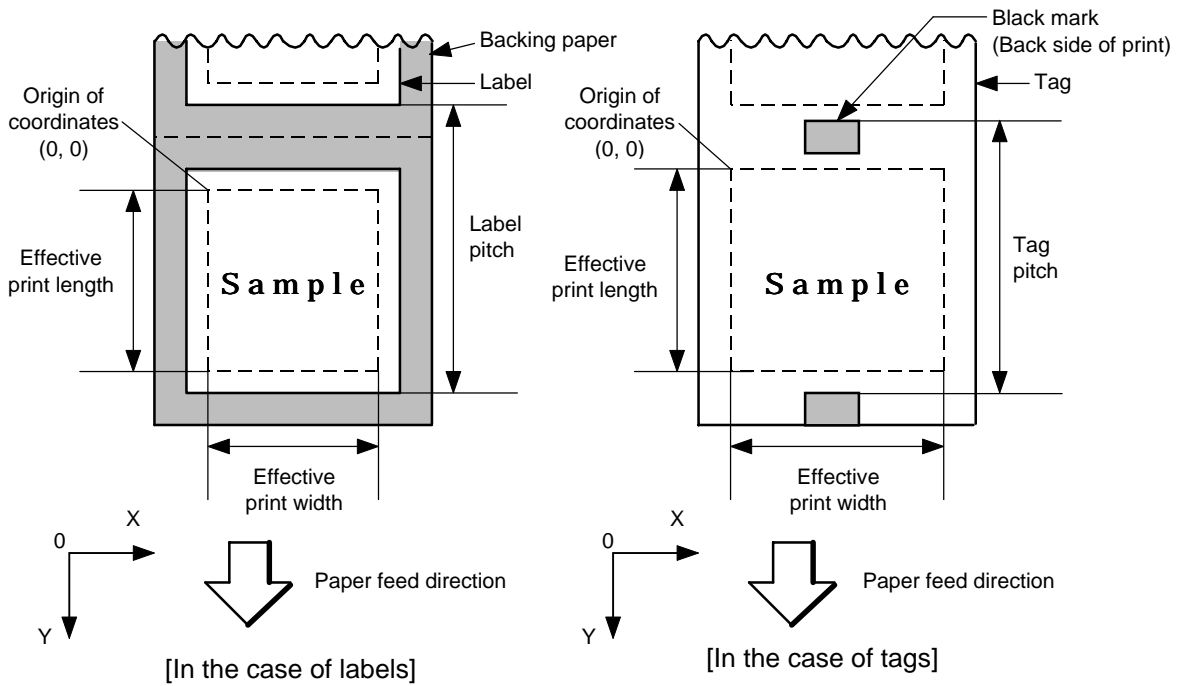 Backing paper
Label
Origin of
coordinates
(0, 0)
Label
pitch
Effective
print length
Sample
Effective
print width
X
0
Y
Paper feed direction
[In the case of labels]
Black mark
(Back side of print)
Tag
Origin of
coordinates
(0, 0)
Tag
pitch
Effective
print length
Sample
Effective
print width
X
0
Y
Paper feed direction
[In the case of tags]